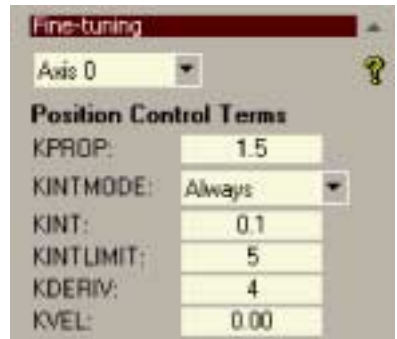 Fine-tuning
Axis 0
Position Control Terms
KPROP: 1.5
KINTMODE: Always
KINT: 0.1
KINTLIMIT: 5
KDERIV: 4
KVEL: 0.00